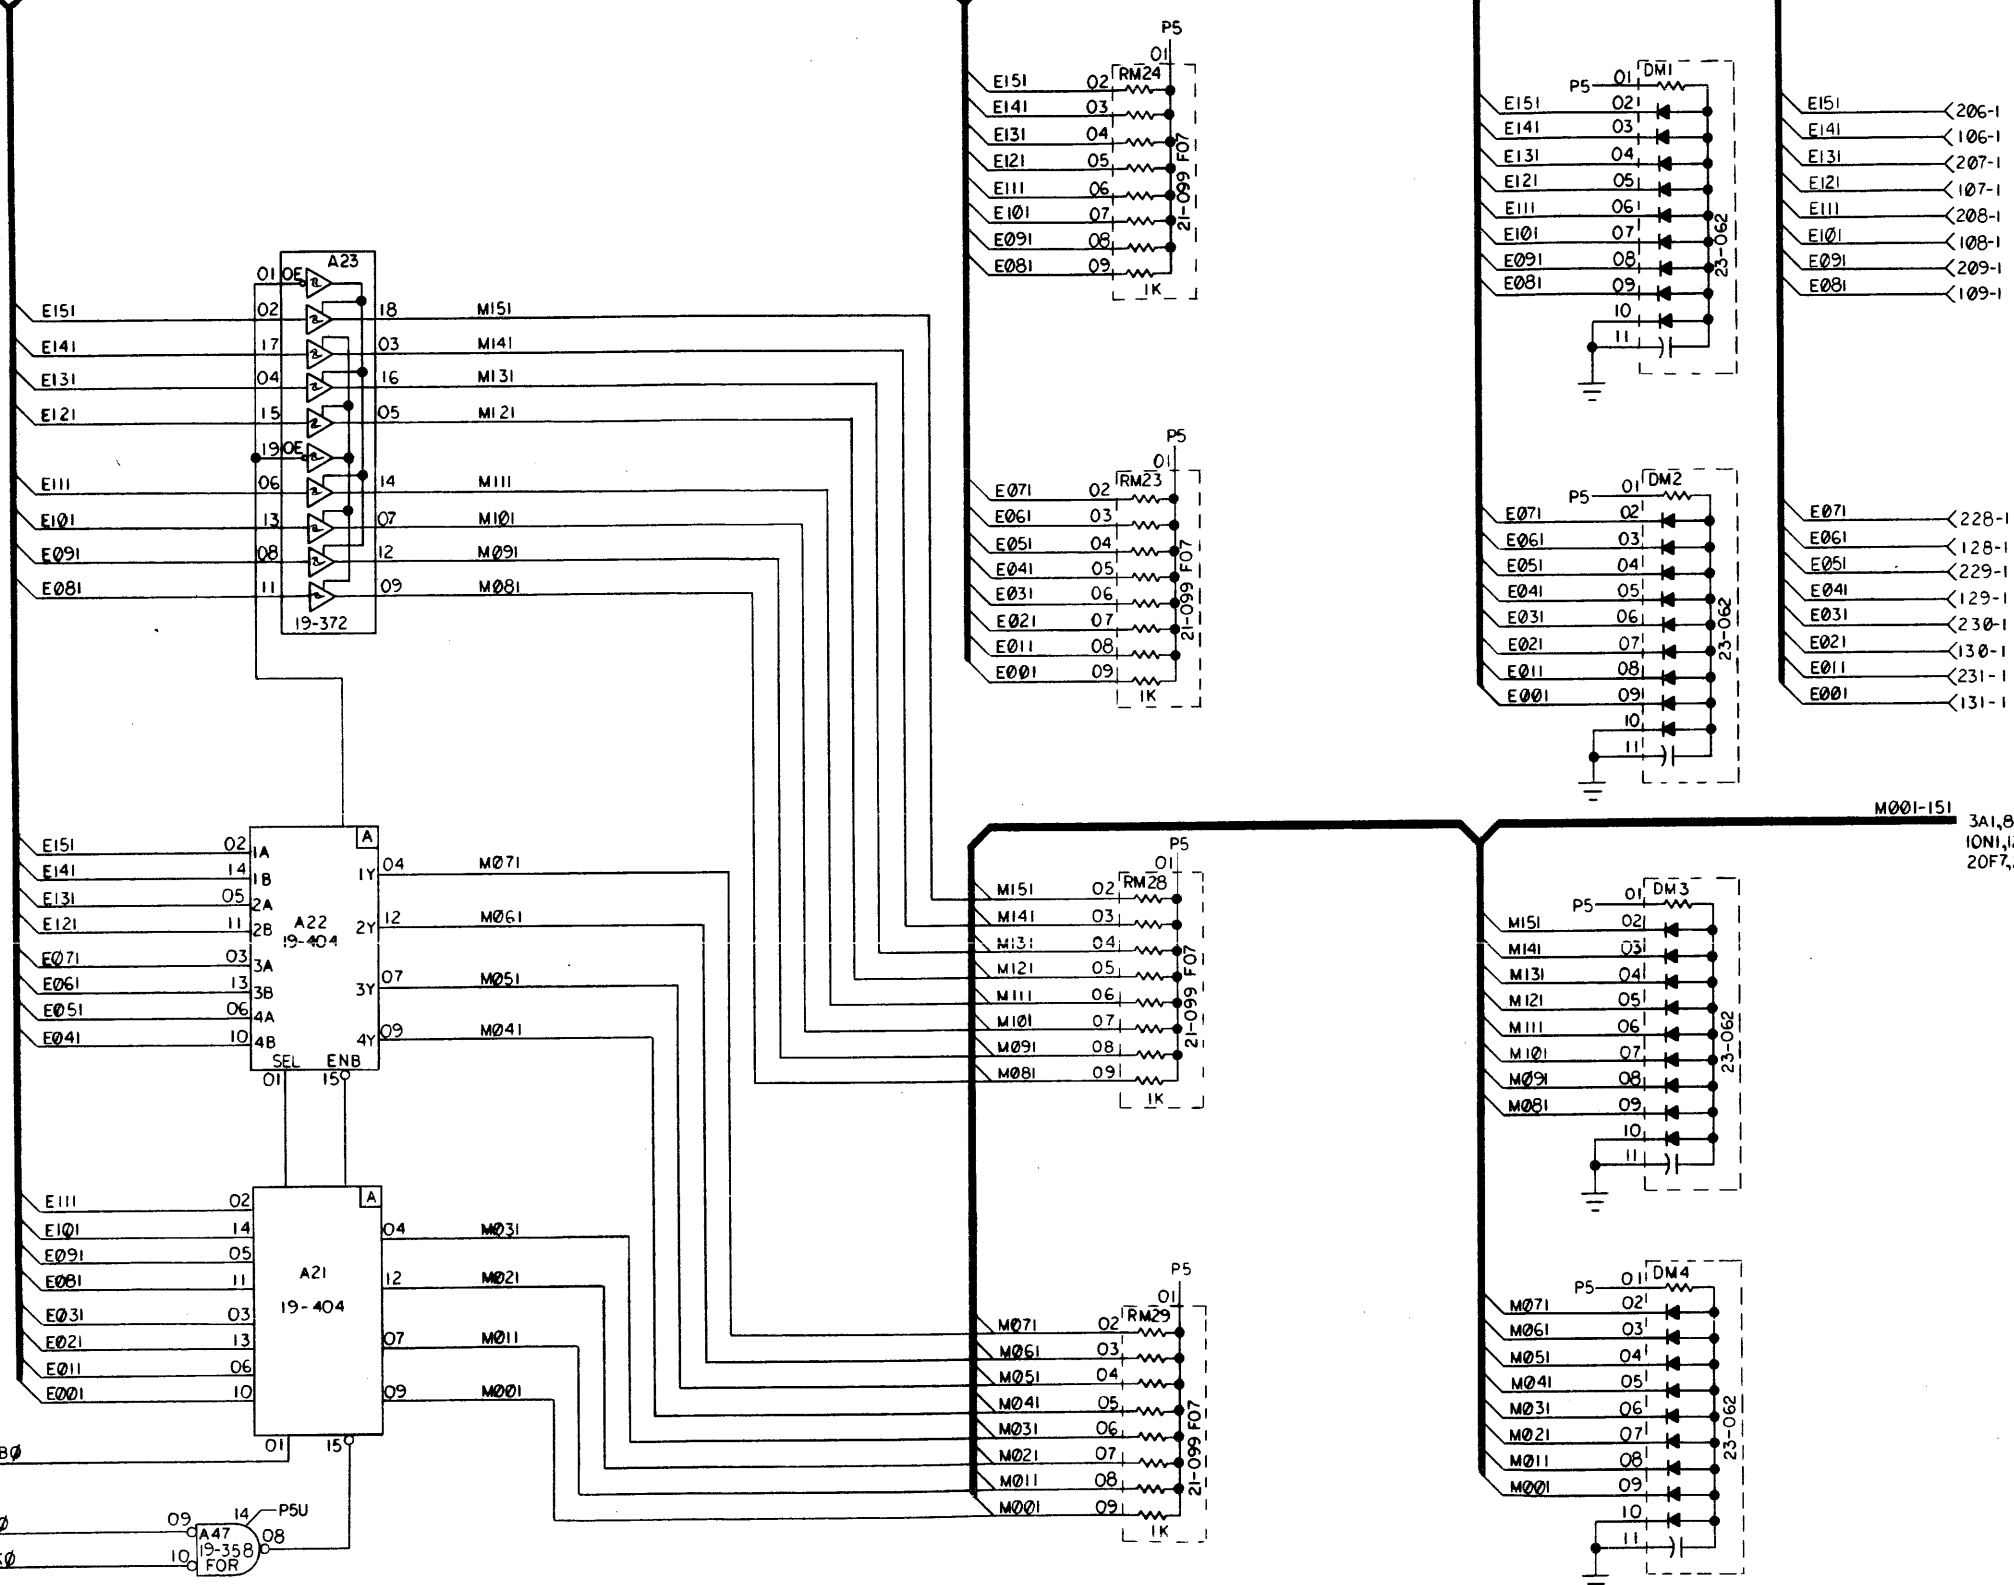 A23
01 OE
E151 02 18 M151
E141 17 03 M141
E131 04 16 M131
E121 15 05 M121
19 OE
E111 06 14 M111
E101 13 07 M101
E091 08 12 M091
E081 11 09 M081
19-372
A
E151 02 1A
E141 14 1B
E131 05 2A
E121 11 2B
E071 03 3A
E061 13 3B
E051 06 4A
E041 10 4B
A22
19-404
1Y 04 M071
2Y 12 M061
3Y 07 M051
4Y 09 M041
SEL ENB
01 15
A
E111 02
E101 14
E091 05
E081 11
E031 03
E021 13
E011 06
E001 10
A21
19-404
04 M031
12 M021
07 M011
09 M001
01 15
BØ
14 P5U
09 A47 08
10 19-358
FOR
P5
01
RM24
E151 02
E141 03
E131 04
E121 05
E111 06
E101 07
E091 08
E081 09
1K
21-099 F07
P5
01
RM23
E071 02
E061 03
E051 04
E041 05
E031 06
E021 07
E011 08
E001 09
1K
21-099 F07
P5
01
RM28
M151 02
M141 03
M131 04
M121 05
M111 06
M101 07
M091 08
M081 09
1K
21-099 F07
P5
01
RM29
M071 02
M061 03
M051 04
M041 05
M031 06
M021 07
M011 08
M001 09
1K
21-099 F07
P5 01 DM1
E151 02
E141 03
E131 04
E121 05
E111 06
E101 07
E091 08
E081 09
10
11
23-062
P5 01 DM2
E071 02
E061 03
E051 04
E041 05
E031 06
E021 07
E011 08
E001 09
10
11
23-062
M001-151
3A1,8
10N1,1
20F7,
P5 01 DM3
M151 02
M141 03
M131 04
M121 05
M111 06
M101 07
M091 08
M081 09
10
11
23-062
P5 01 DM4
M071 02
M061 03
M051 04
M041 05
M031 06
M021 07
M011 08
M001 09
10
11
23-062
E151 206-1
E141 106-1
E131 207-1
E121 107-1
E111 208-1
E101 108-1
E091 209-1
E081 109-1
E071 228-1
E061 128-1
E051 229-1
E041 129-1
E031 230-1
E021 130-1
E011 231-1
E001 131-1